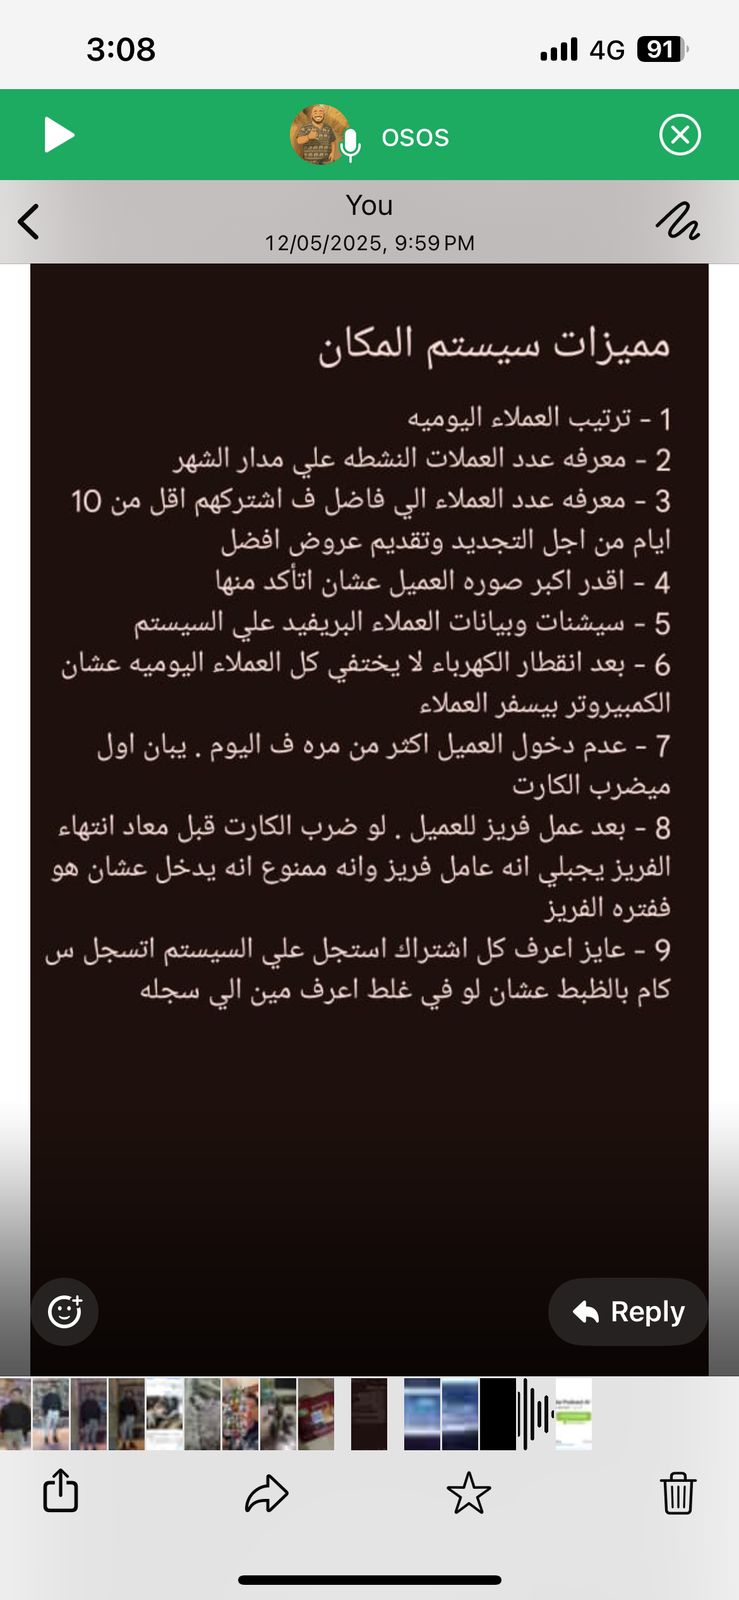 3:08
4G 91
osos
You
12/05/2025, 9:59 PM
مميزات سيستم المكان
1 - ترتيب العملاء اليوميه
2 - معرفه عدد العملات النشطه علي مدار الشهر
3 - معرفه عدد العملاء الي فاضل ف اشتركهم اقل من 10
ايام من اجل التجديد وتقديم عروض افضل
4 - اقدر اكبر صوره العميل عشان اتأكد منها
5 - سيشنات وبيانات العملاء البريفيد علي السيستم
6 - بعد انقطار الكهرباء لا يختفي كل العملاء اليوميه عشان
الكمبيروتر بيسفر العملاء
7 - عدم دخول العميل اكثر من مره ف اليوم . يبان اول
ميضرب الكارت
8 - بعد عمل فريز للعميل . لو ضرب الكارت قبل معاد انتهاء
الفريز يجبلي انه عامل فريز وانه ممنوع انه يدخل عشان هو
ففتره الفريز
9 - عايز اعرف كل اشتراك استجل علي السيستم اتسجل س
كام بالظبط عشان لو في غلط اعرف مين الي سجله
Reply